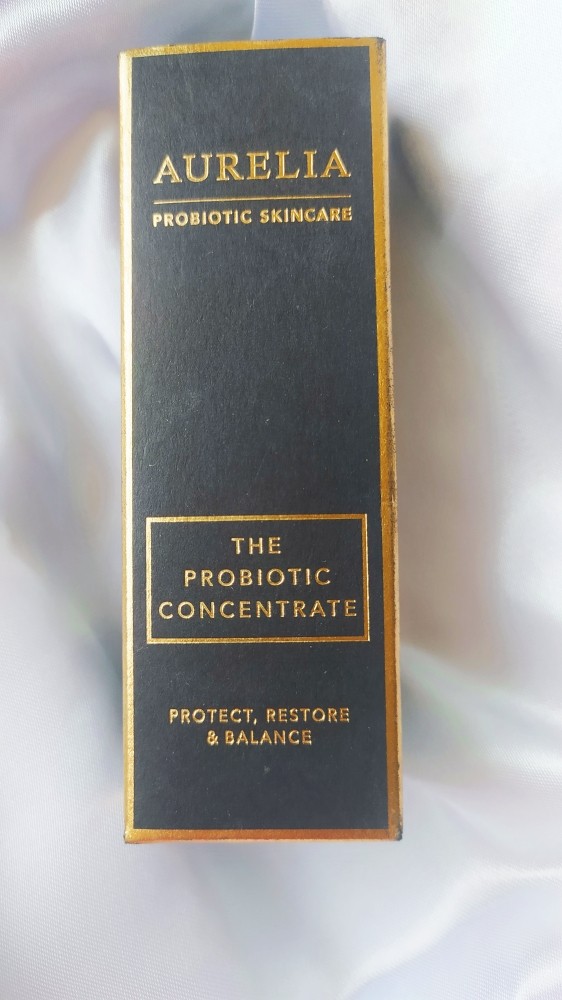 AURELIA
PROBIOTIC SKINCARE
THE
PROBIOTIC
CONCENTRATE
PROTECT, RESTORE
& BALANCE